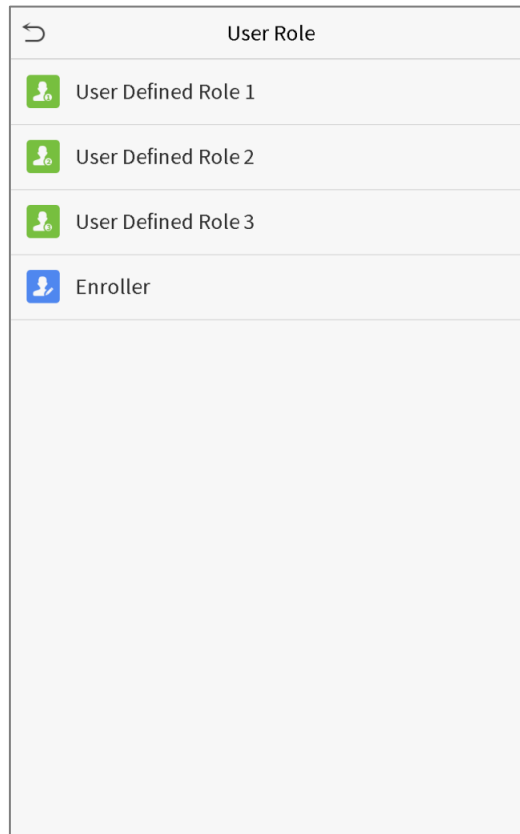 User Role
User Defined Role 1
User Defined Role 2
User Defined Role 3
Enroller